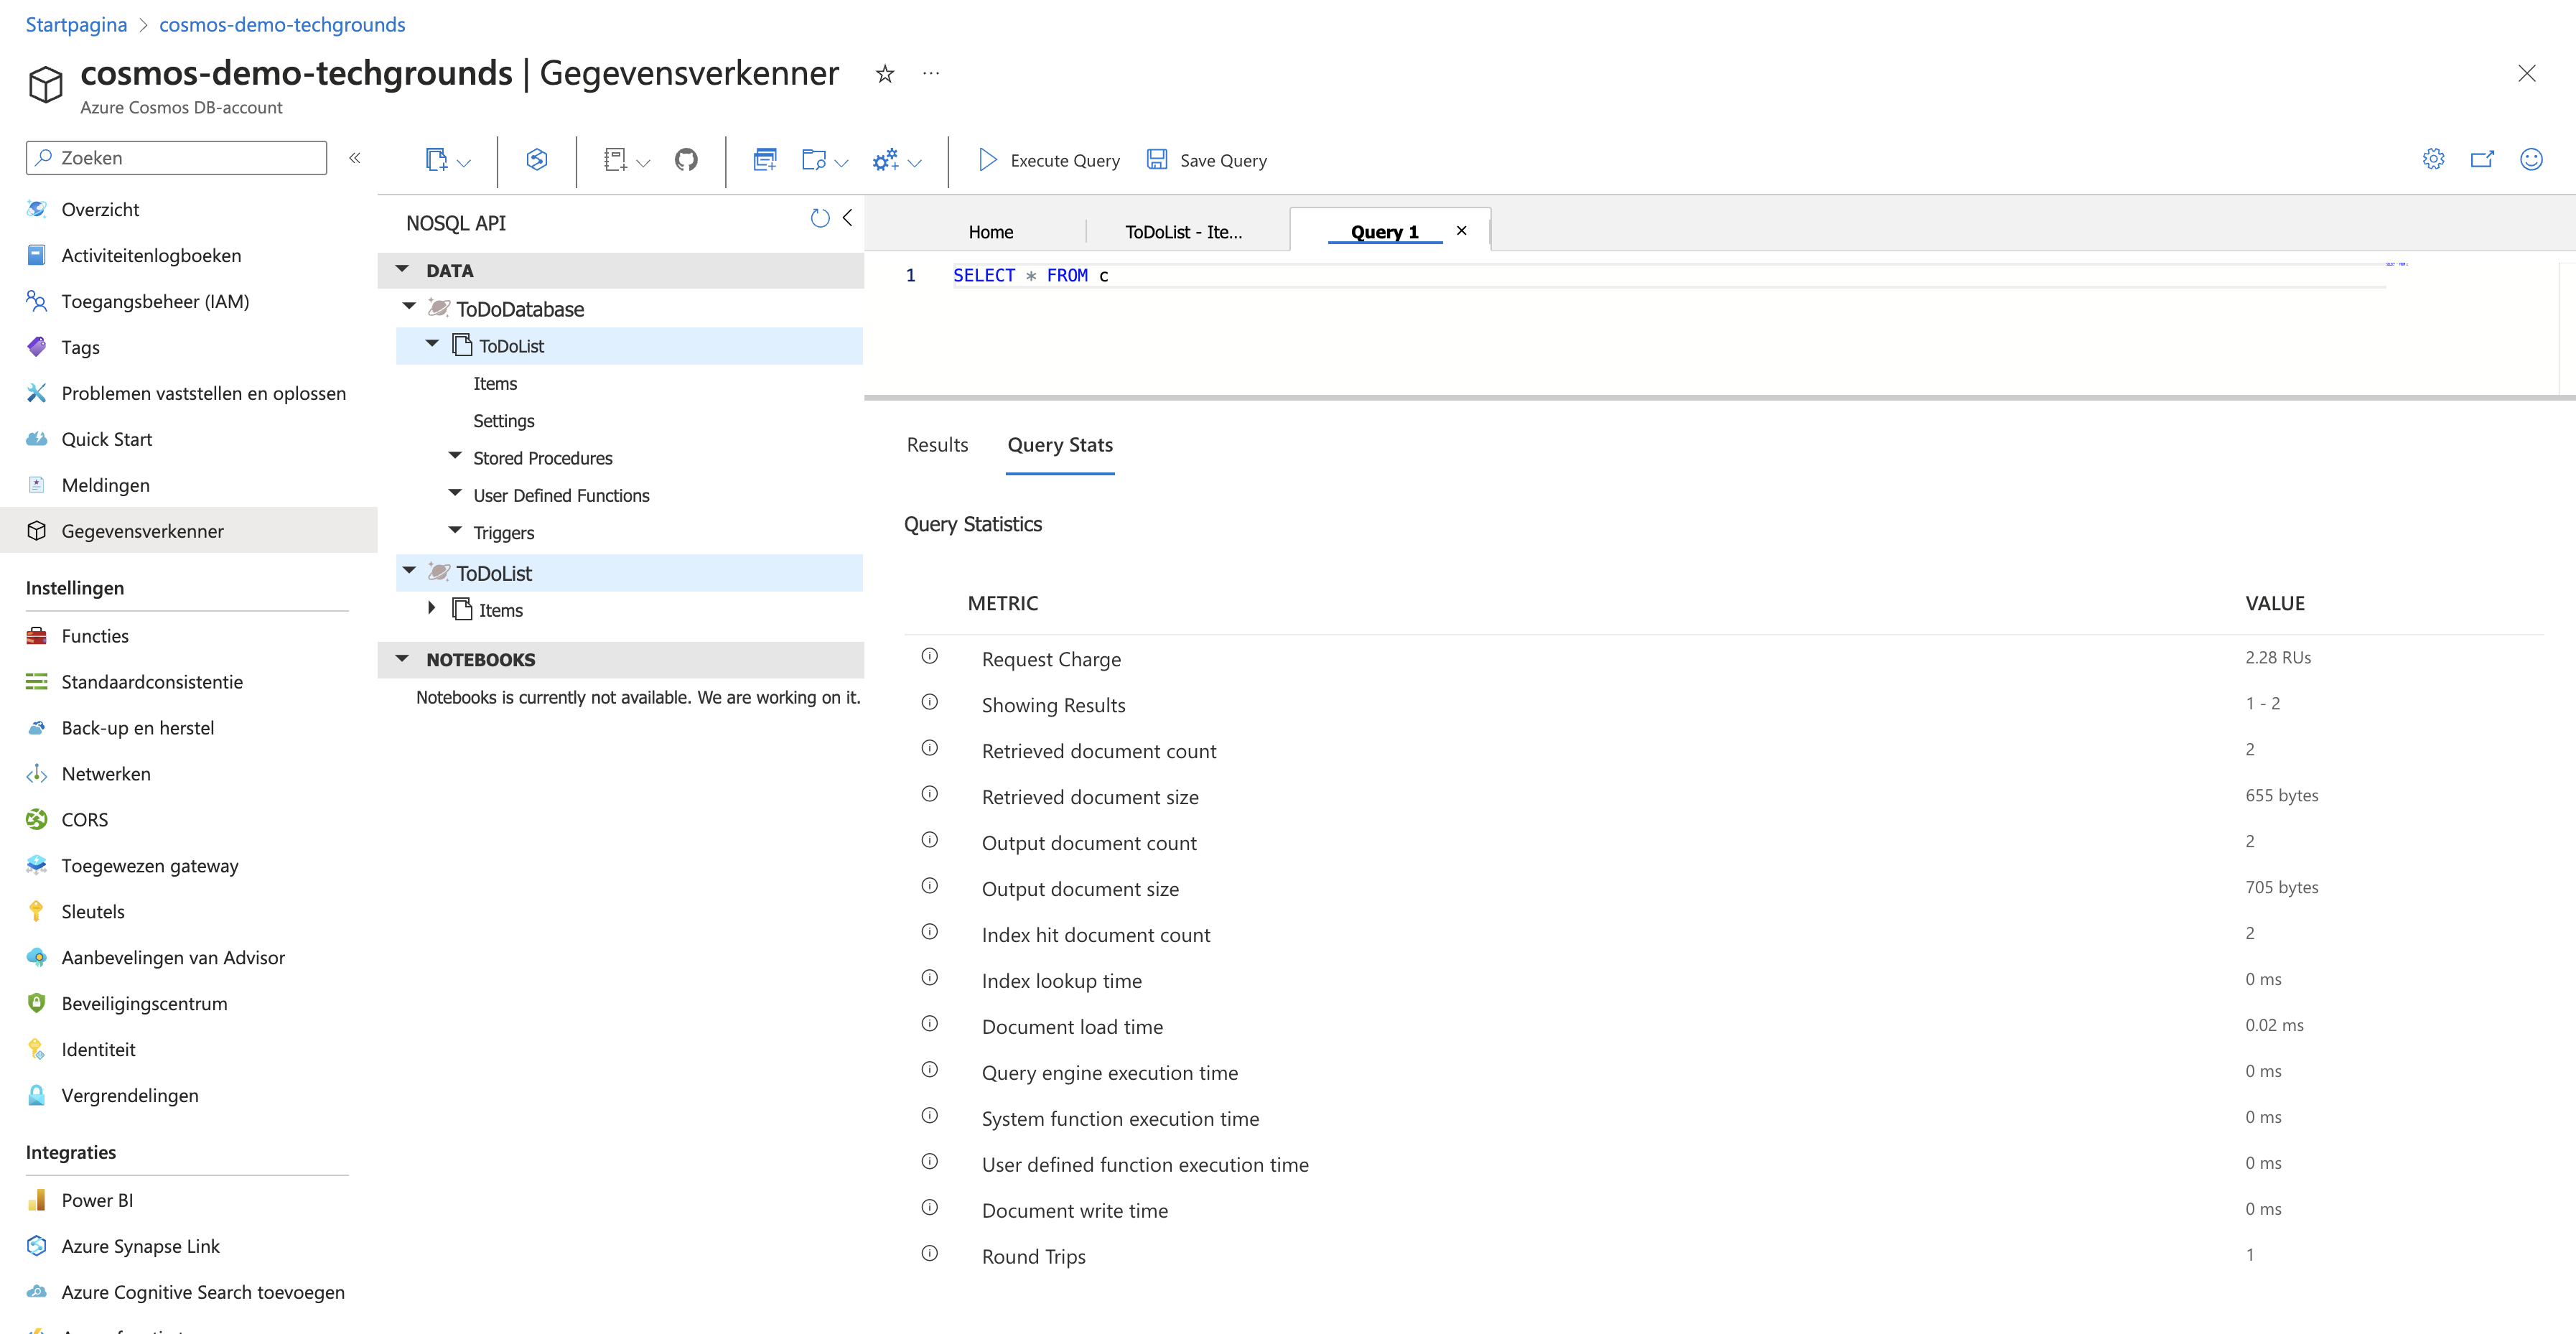 Startpagina > cosmos-demo-techgrounds
cosmos-demo-techgrounds | Gegevensverkenner
Azure Cosmos DB-account
Zoeken
Overzicht
Activiteitenlogboeken
Toegangsbeheer (IAM)
Tags
Problemen vaststellen en oplossen
Quick Start
Meldingen
Gegevensverkenner
Instellingen
Functies
Standaardconsistentie
Back-up en herstel
Netwerken
CORS
Toegewezen gateway
Sleutels
Aanbevelingen van Advisor
Beveiligingscentrum
Identiteit
Vergrendelingen
Integraties
Power BI
Azure Synapse Link
Azure Cognitive Search toevoegen
Execute Query
Save Query
NOSQL API
DATA
ToDoDatabase
ToDoList
Items
Settings
Stored Procedures
User Defined Functions
Triggers
ToDoList
Items
NOTEBOOKS
Notebooks is currently not available. We are working on it.
Home
ToDoList - Ite...
Query 1
1 SELECT * FROM c
Results
Query Stats
Query Statistics
METRIC VALUE
Request Charge 2.28 RUs
Showing Results 1 - 2
Retrieved document count 2
Retrieved document size 655 bytes
Output document count 2
Output document size 705 bytes
Index hit document count 2
Index lookup time 0 ms
Document load time 0.02 ms
Query engine execution time 0 ms
System function execution time 0 ms
User defined function execution time 0 ms
Document write time 0 ms
Round Trips 1